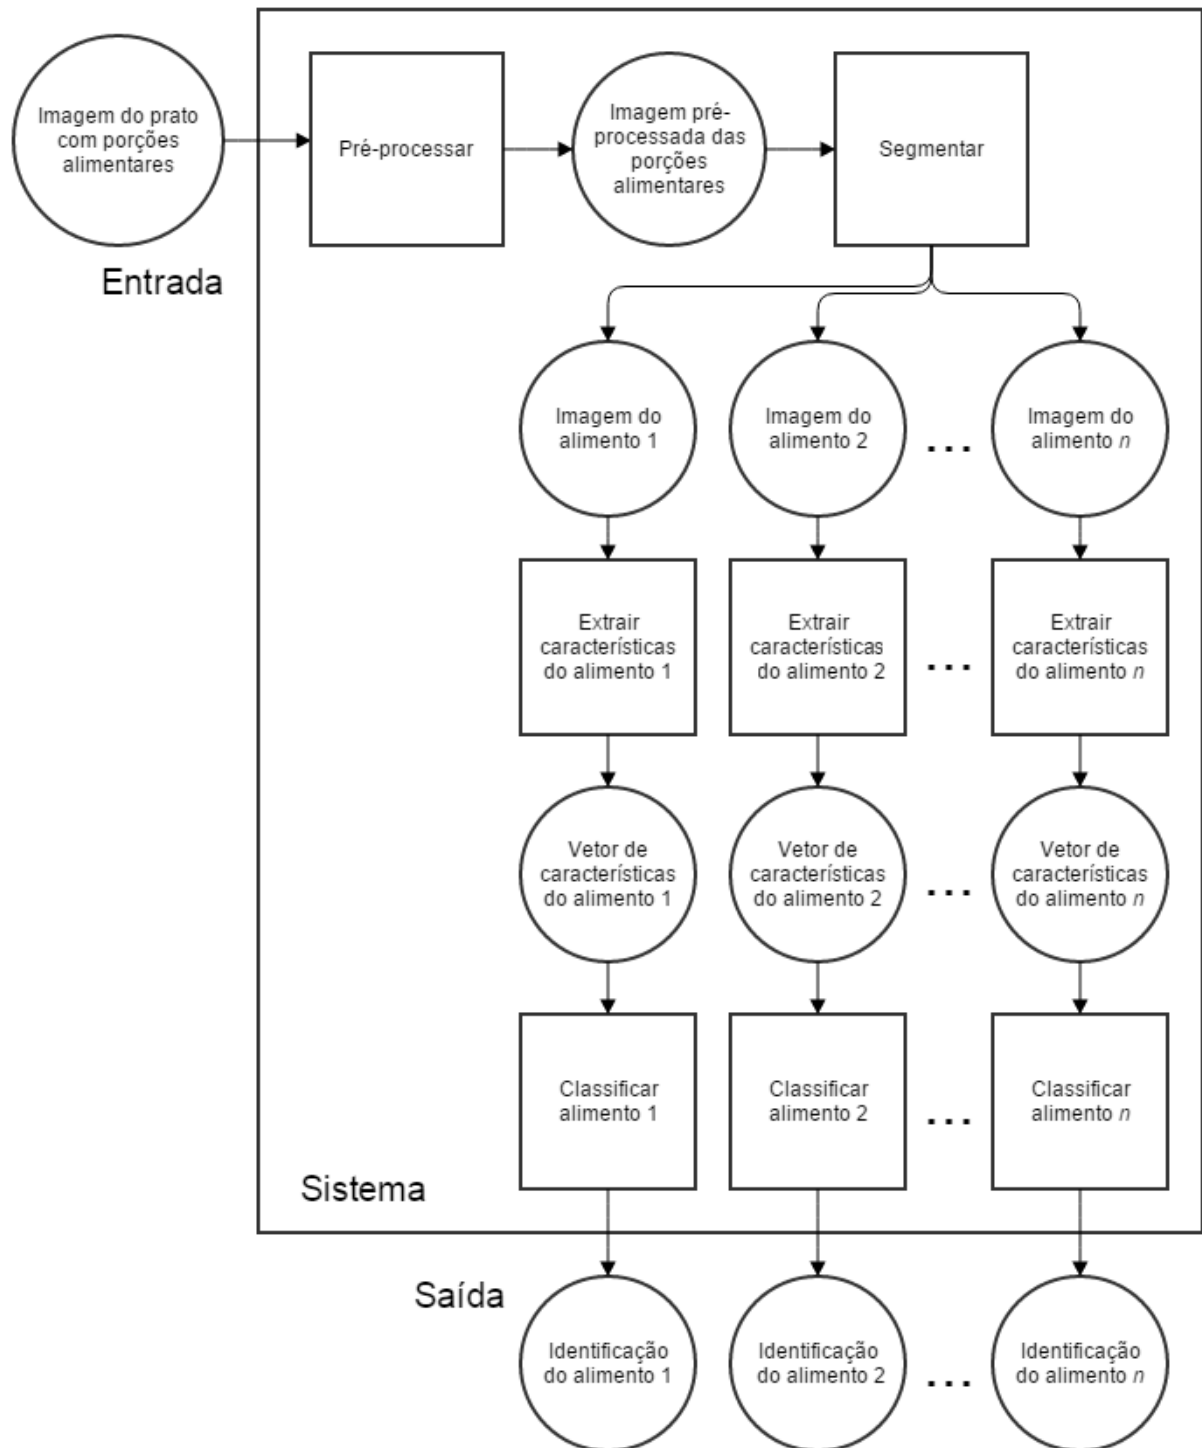 Imagem do prato
com porções
alimentares
Pré-processar
Imagem pré-
processada das
porções
alimentares
Segmentar
Entrada
Imagem do
alimento 1
Imagem do
alimento 2
...
Imagem do
alimento n
Extrair
características
do alimento 1
Extrair
características
do alimento 2
...
Extrair
características
do alimento n
Vetor de
características
do alimento 1
Vetor de
características
do alimento 2
...
Vetor de
características
do alimento n
Classificar
alimento 1
Classificar
alimento 2
...
Classificar
alimento n
Sistema
Saída
Identificação
do alimento 1
Identificação
do alimento 2
...
Identificação
do alimento n